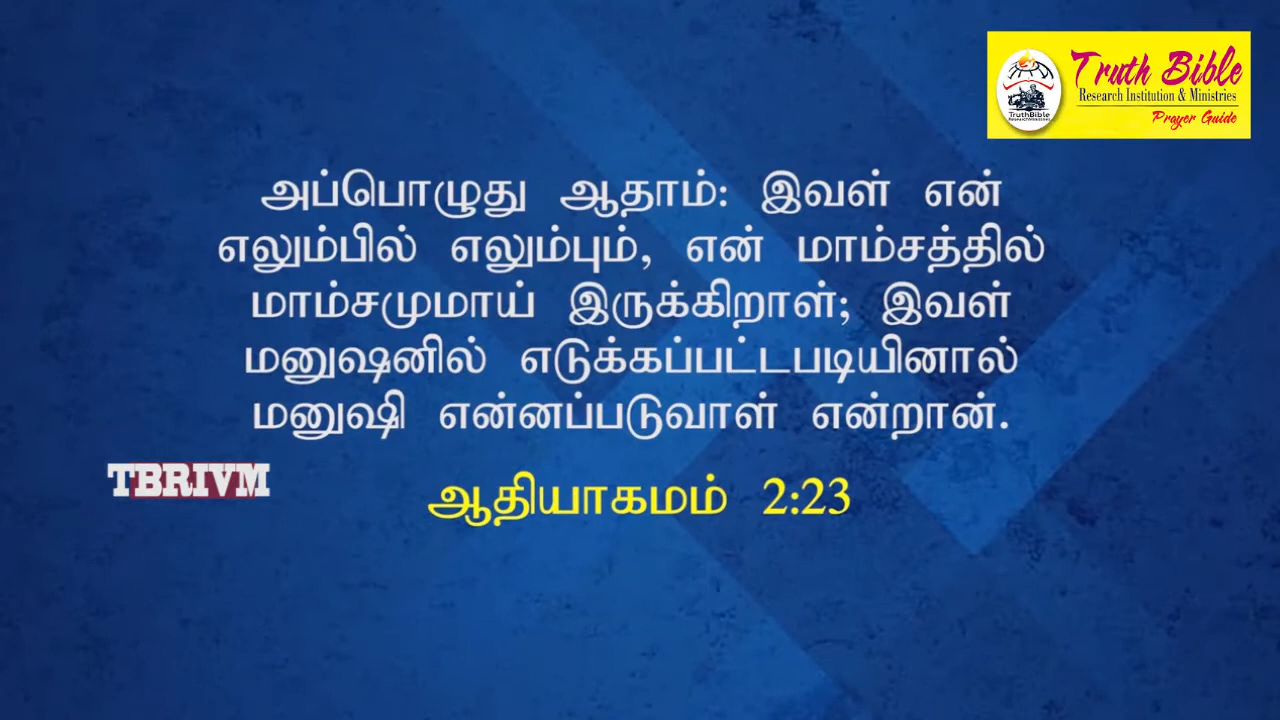 Truth Bible
Research Institution & Ministries
Prayer Guide
TruthBible
அப்பொழுது ஆதாம்: இவள் என்
எலும்பில் எலும்பும், என் மாம்சத்தில்
மாம்சமுமாய் இருக்கிறாள்; இவள்
மனுஷனில் எடுக்கப்பட்டபடியினால்
மனுஷி என்னப்படுவாள் என்றான்.
TBRIVM
ஆதியாகமம் 2:23